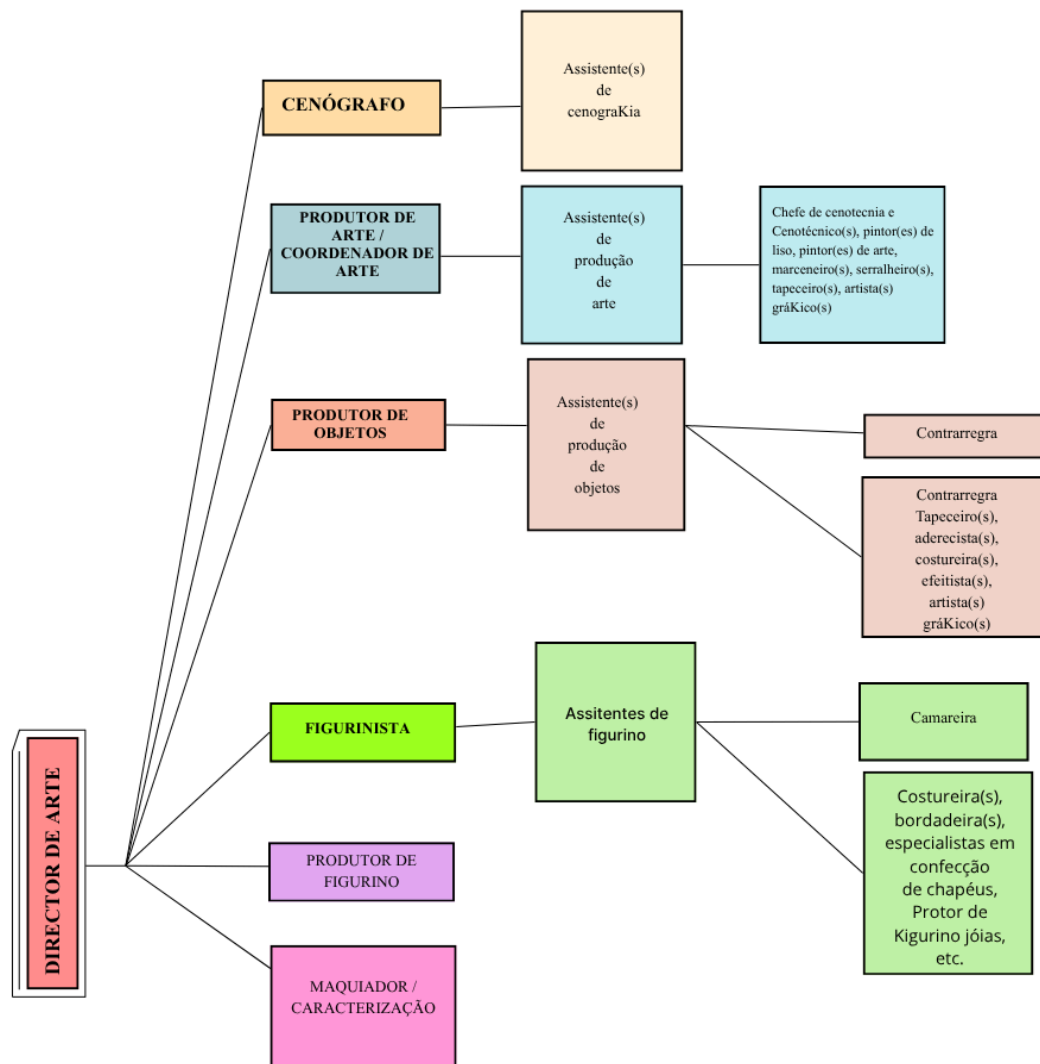 CENÓGRAFO
Assistente(s)
de
cenograKia
PRODUTOR DE
ARTE /
COORDENADOR DE
ARTE
Assistente(s)
de
produção
de
arte
Chefe de cenotecnia e
Cenotécnico(s), pintor(es) de
liso, pintor(es) de arte,
marceneiro(s), serralheiro(s),
tapeceiro(s), artista(s)
gráKico(s)
PRODUTOR DE
OBJETOS
Assistente(s)
de
produção
de
objetos
Contrarregra
Contrarregra
Tapeceiro(s),
aderecista(s),
costureira(s),
efeitista(s),
artista(s)
gráKico(s)
DIRECTOR DE ARTE
FIGURINISTA
Assitentes de
figurino
Camareira
Costureira(s),
bordadeira(s),
especialistas em
confecção
de chapéus,
Protor de
Kigurino jóias,
etc.
PRODUTOR DE
FIGURINO
MAQUIADOR /
CARACTERIZAÇÃO